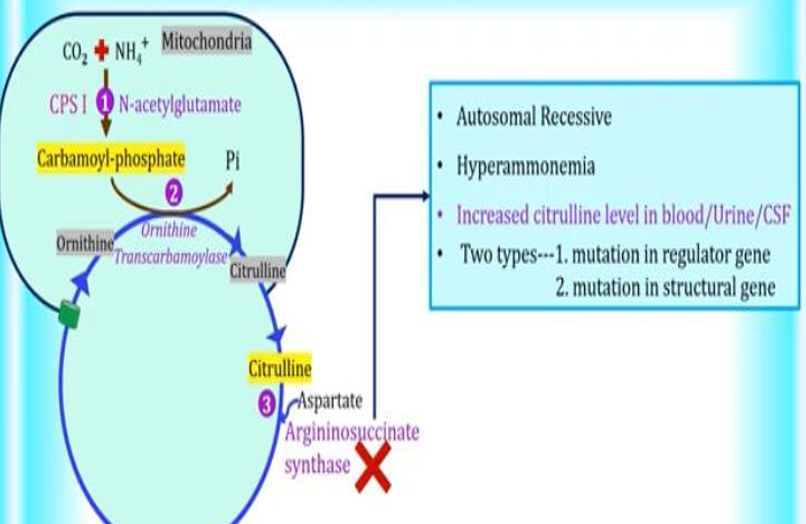 CO₂ + NH₄⁺ Mitochondria
CPS I 1 N-acetylglutamate
Carbamoyl-phosphate Pi
2
Ornithine
Ornithine
Transcarbamoylase
Citrulline
Citrulline
3 Aspartate
Argininosuccinate
synthase
• Autosomal Recessive
• Hyperammonemia
• Increased citrulline level in blood/Urine/CSF
• Two types---1. mutation in regulator gene
2. mutation in structural gene